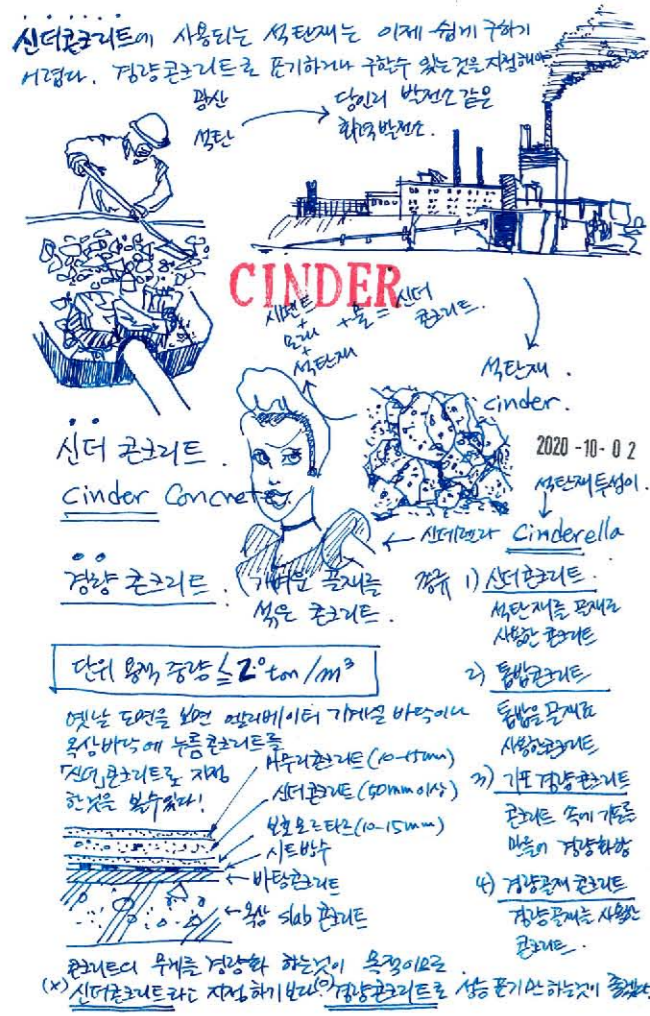 신더콘크리트에 사용되는 석탄재는 이제 쉽게 구하기
어렵다. 경량콘크리트로 표기하거나 구할수 있는것을 지정해야
광산
석탄
당인리 발전소 같은
화력발전소.
CINDER
시멘트
+
모래
+
석탄재
+물 = 신더
콘크리트.
석탄재.
cinder.
2020-10-02
석탄재투성이.
신데렐라 Cinderella
신더 콘크리트.
Cinder Concrete.
경량 콘크리트. 가벼운 골재를
섞은 콘크리트.
종류 1) 신더콘크리트.
석탄재를 골재로
사용한 콘크리트
2) 톱밥콘크리트
톱밥을 골재로
사용한콘크리트
3) 기포경량콘크리트
콘크리트 속에 기포를
만들어 경량화함
4) 경량골재 콘크리트
경량골재를 사용한
콘크리트.
단위 용적 중량 ≦ 2.0 ton/m³
옛날 도면을 보면 엘리베이터 기계실 바닥이나
옥상바닥에 누름콘크리트를
「신더」콘크리트로 지정
한것을 볼수있다!
마무리콘크리트(10-15mm)
신더콘크리트(50mm이상)
보호모르타르(10-15mm)
시트방수
바탕콘크리트
옥상 slab 콘크리트
콘크리트의 무게를 경량화 하는것이 목적이므로
(x) 신더콘크리트라고 지정하기보다 (o) 경량콘크리트로 성능표기만 하는것이 좋겠다